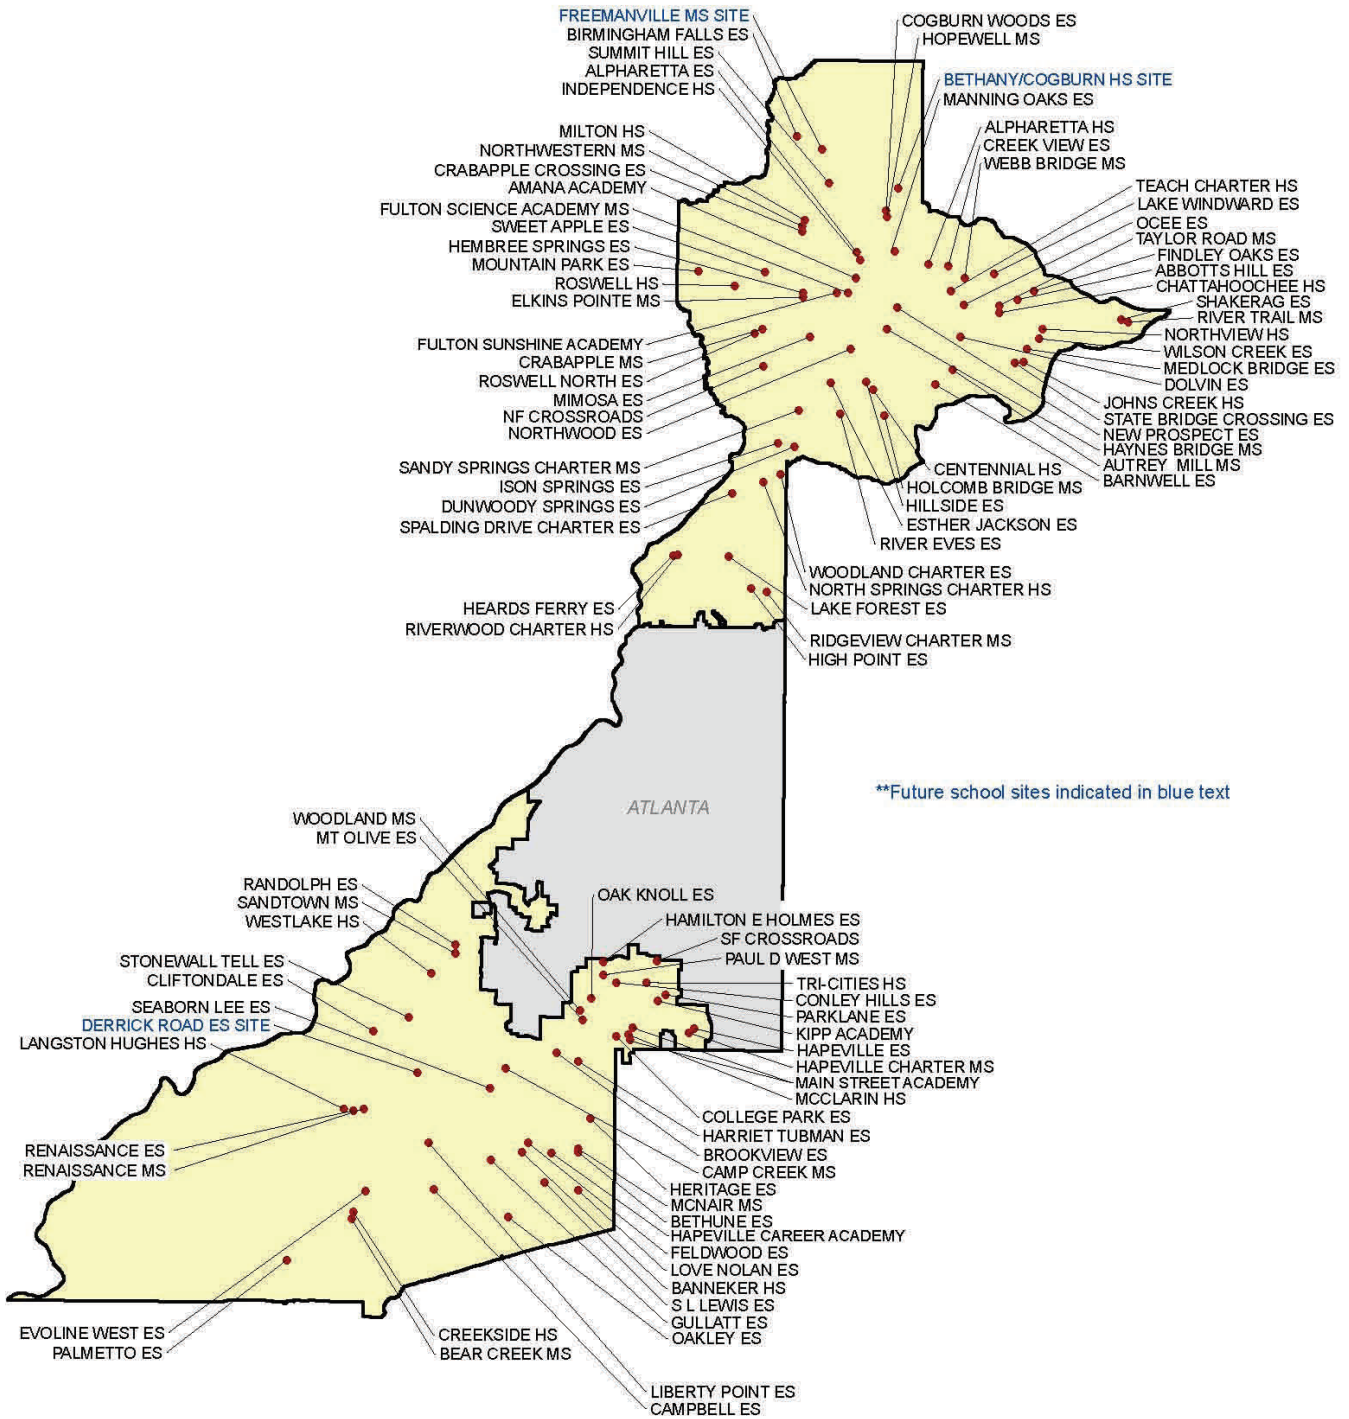 FREEMANVILLE MS SITE
BIRMINGHAM FALLS ES
SUMMIT HILL ES
ALPHARETTA ES
INDEPENDENCE HS
COGBURN WOODS ES
HOPEWELL MS
BETHANY/COGBURN HS SITE
MANNING OAKS ES
ALPHARETTA HS
CREEK VIEW ES
WEBB BRIDGE MS
MILTON HS
NORTHWESTERN MS
CRABAPPLE CROSSING ES
AMANA ACADEMY
FULTON SCIENCE ACADEMY MS
SWEET APPLE ES
HEMBREE SPRINGS ES
MOUNTAIN PARK ES
ROSWELL HS
ELKINS POINTE MS
TEACH CHARTER HS
LAKE WINDWARD ES
OCEE ES
TAYLOR ROAD MS
FINDLEY OAKS ES
ABBOTTS HILL ES
CHATTAHOOCHEE HS
SHAKERAG ES
RIVER TRAIL MS
NORTHVIEW HS
WILSON CREEK ES
MEDLOCK BRIDGE ES
DOLVIN ES
JOHNS CREEK HS
STATE BRIDGE CROSSING ES
NEW PROSPECT ES
HAYNES BRIDGE MS
AUTREY MILL MS
BARNWELL ES
FULTON SUNSHINE ACADEMY
CRABAPPLE MS
ROSWELL NORTH ES
MIMOSA ES
NF CROSSROADS
NORTHWOOD ES
SANDY SPRINGS CHARTER MS
ISON SPRINGS ES
DUNWOODY SPRINGS ES
SPALDING DRIVE CHARTER ES
CENTENNIAL HS
HOLCOMB BRIDGE MS
HILLSIDE ES
ESTHER JACKSON ES
RIVER EVES ES
WOODLAND CHARTER ES
NORTH SPRINGS CHARTER HS
LAKE FOREST ES
HEARDS FERRY ES
RIVERWOOD CHARTER HS
RIDGEVIEW CHARTER MS
HIGH POINT ES
**Future school sites indicated in blue text
ATLANTA
WOODLAND MS
MT OLIVE ES
RANDOLPH ES
SANDTOWN MS
WESTLAKE HS
OAK KNOLL ES
HAMILTON E HOLMES ES
SF CROSSROADS
PAUL D WEST MS
STONEWALL TELL ES
CLIFTONDALE ES
SEABORN LEE ES
DERRICK ROAD ES SITE
LANGSTON HUGHES HS
TRI-CITIES HS
CONLEY HILLS ES
PARKLANE ES
KIPP ACADEMY
HAPEVILLE ES
HAPEVILLE CHARTER MS
MAIN STREET ACADEMY
MCCLARIN HS
COLLEGE PARK ES
HARRIET TUBMAN ES
BROOKVIEW ES
CAMP CREEK MS
RENAISSANCE ES
RENAISSANCE MS
HERITAGE ES
MCNAIR MS
BETHUNE ES
HAPEVILLE CAREER ACADEMY
FELDWOOD ES
LOVE NOLAN ES
BANNEKER HS
S L LEWIS ES
GULLATT ES
OAKLEY ES
EVOLINE WEST ES
PALMETTO ES
CREEKSIDE HS
BEAR CREEK MS
LIBERTY POINT ES
CAMPBELL ES